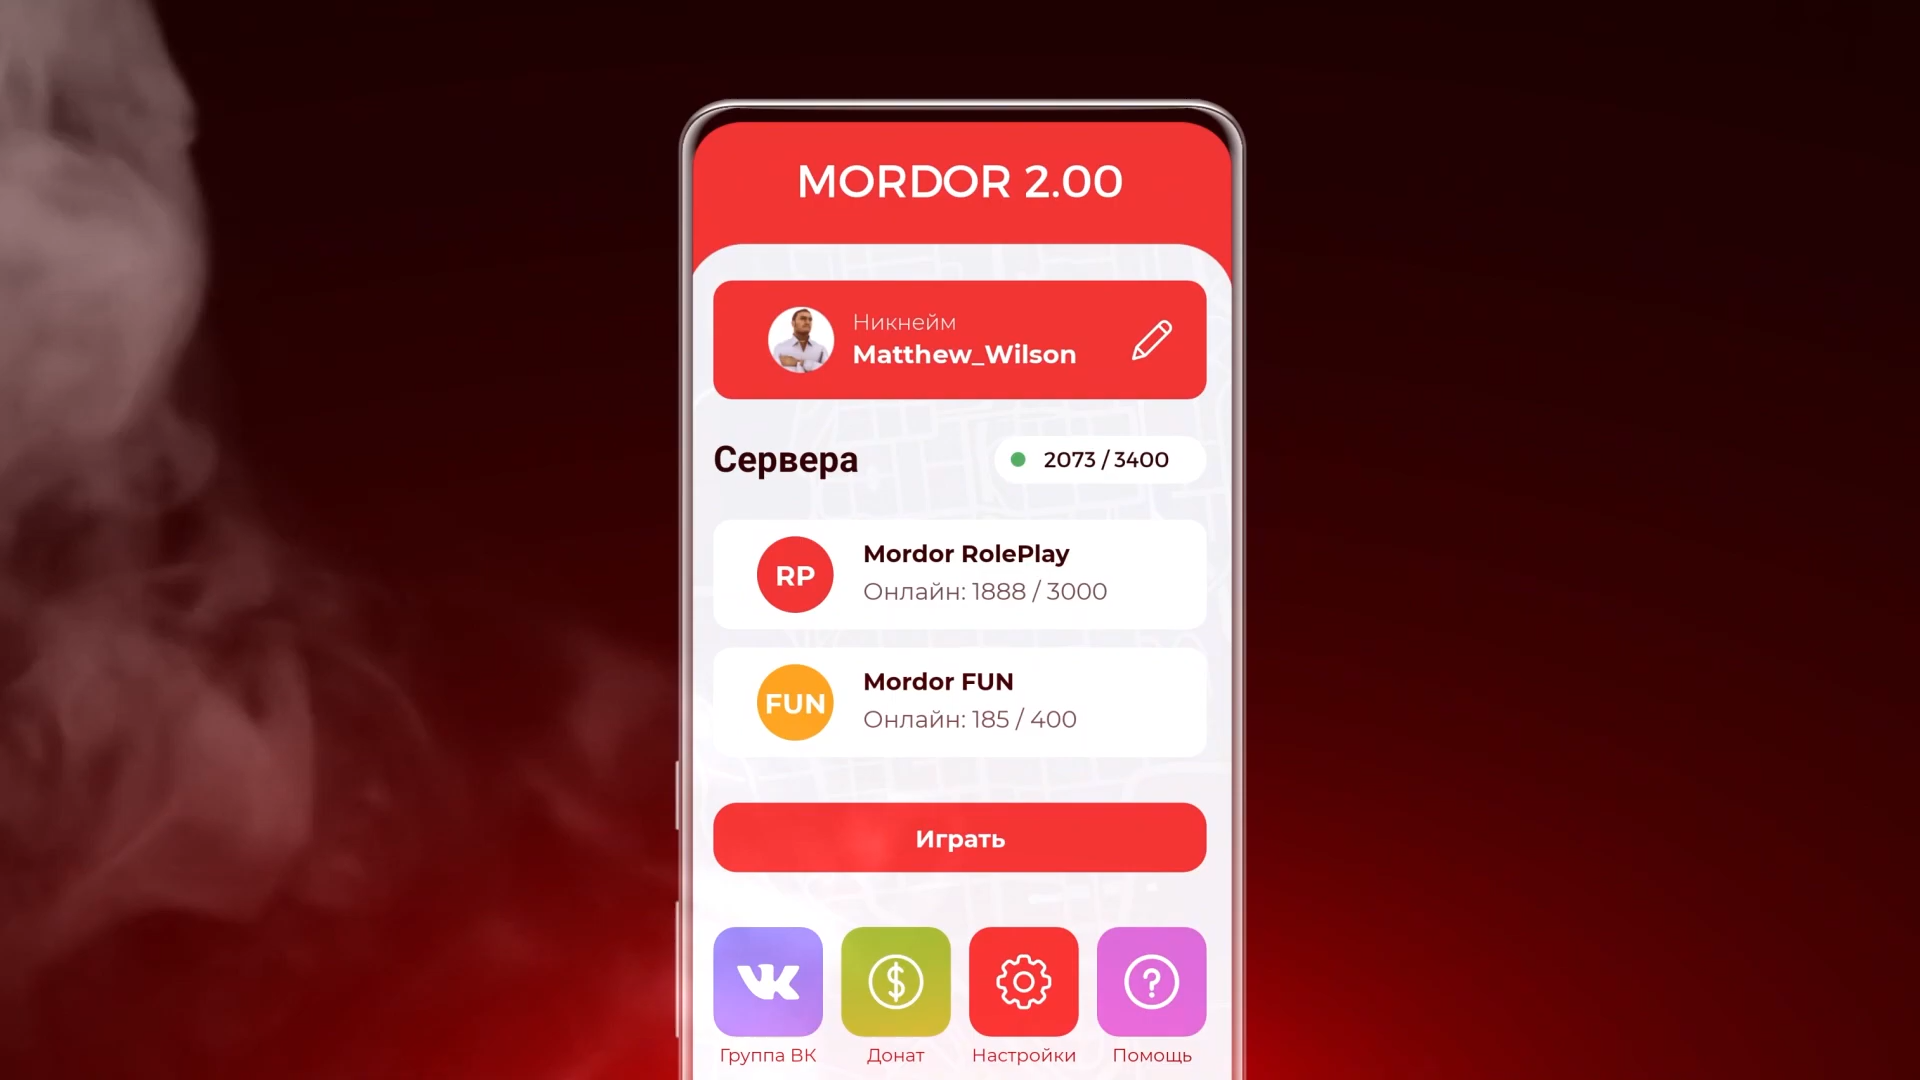 MORDOR 2.00
Никнейм
Matthew_Wilson
Сервера
2073 / 3400
RP
Mordor RolePlay
Онлайн: 1888 / 3000
FUN
Mordor FUN
Онлайн: 185 / 400
Играть
Группа ВК
Донат
Настройки
Помощь